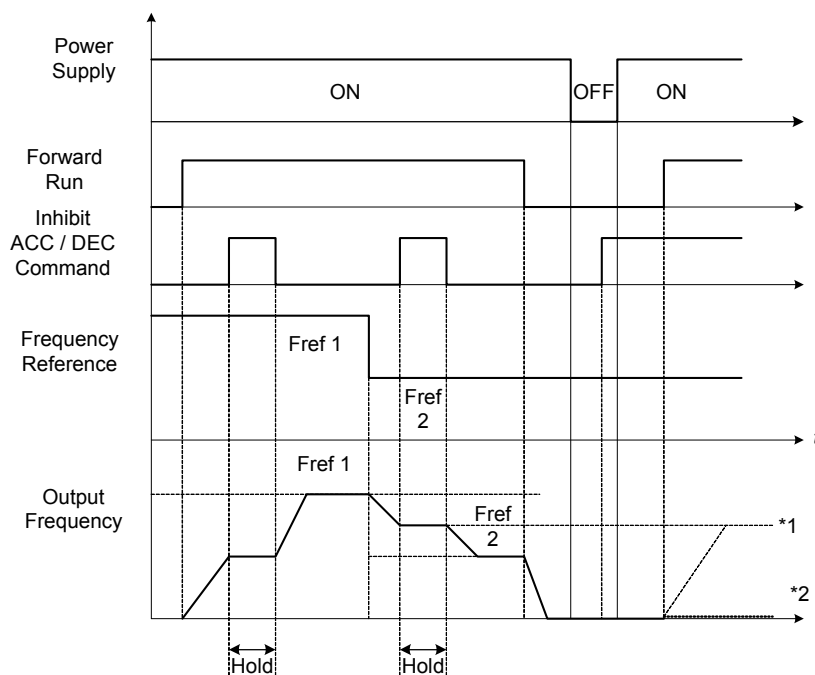 Power
Supply
ON
OFF
ON
Forward
Run
Inhibit
ACC / DEC
Command
Frequency
Reference
Fref 1
Fref
2
t
Fref 1
Output
Frequency
Fref
2
*1
*2
Hold
Hold